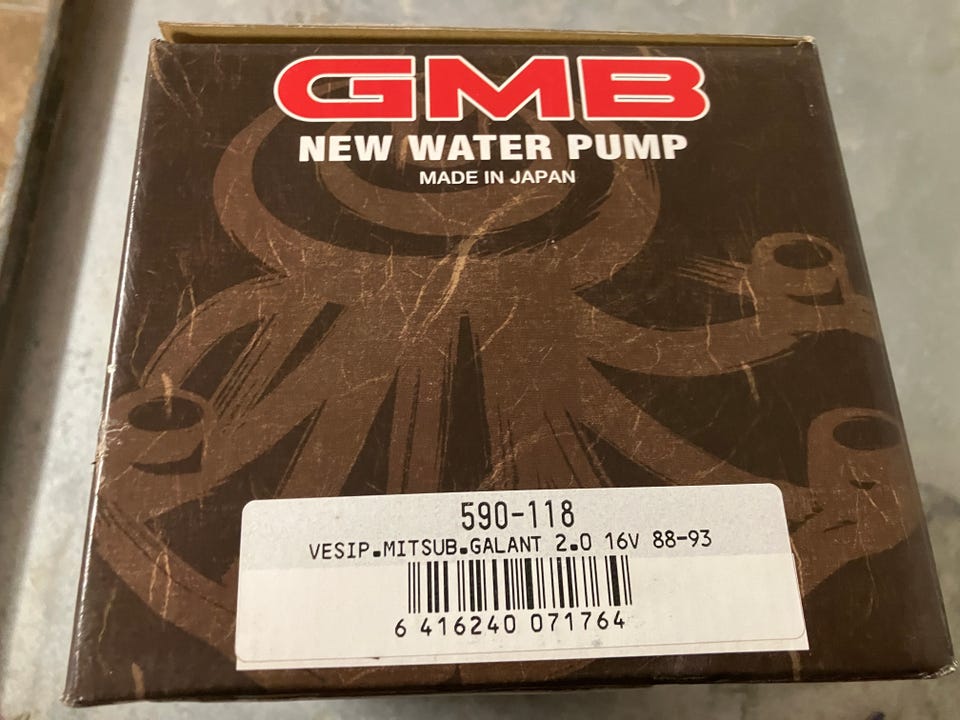 GMB
NEW WATER PUMP
MADE IN JAPAN
590-118
VESIP.MITSUB.GALANT 2.0 16V 88-93
6 416240 071764